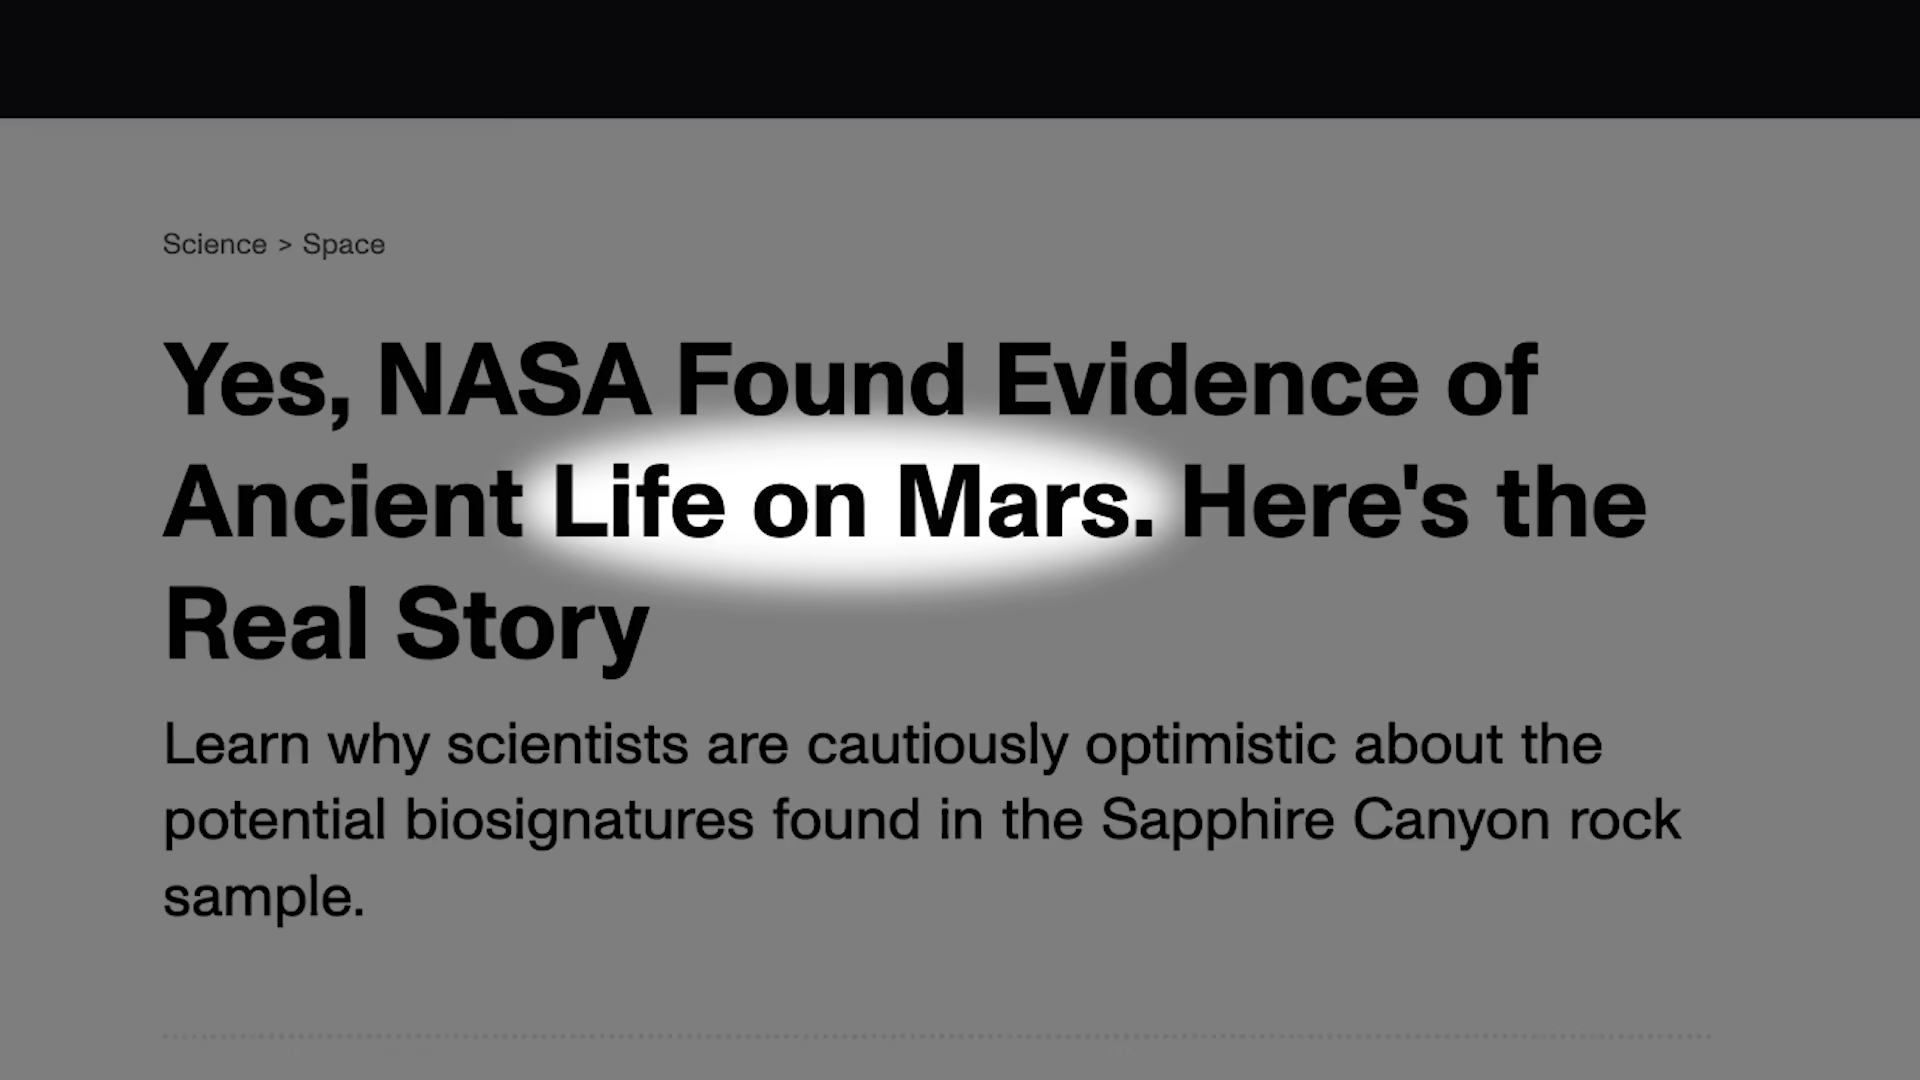 Science > Space
Yes, NASA Found Evidence of
Ancient Life on Mars. Here's the
Real Story
Learn why scientists are cautiously optimistic about the
potential biosignatures found in the Sapphire Canyon rock
sample.